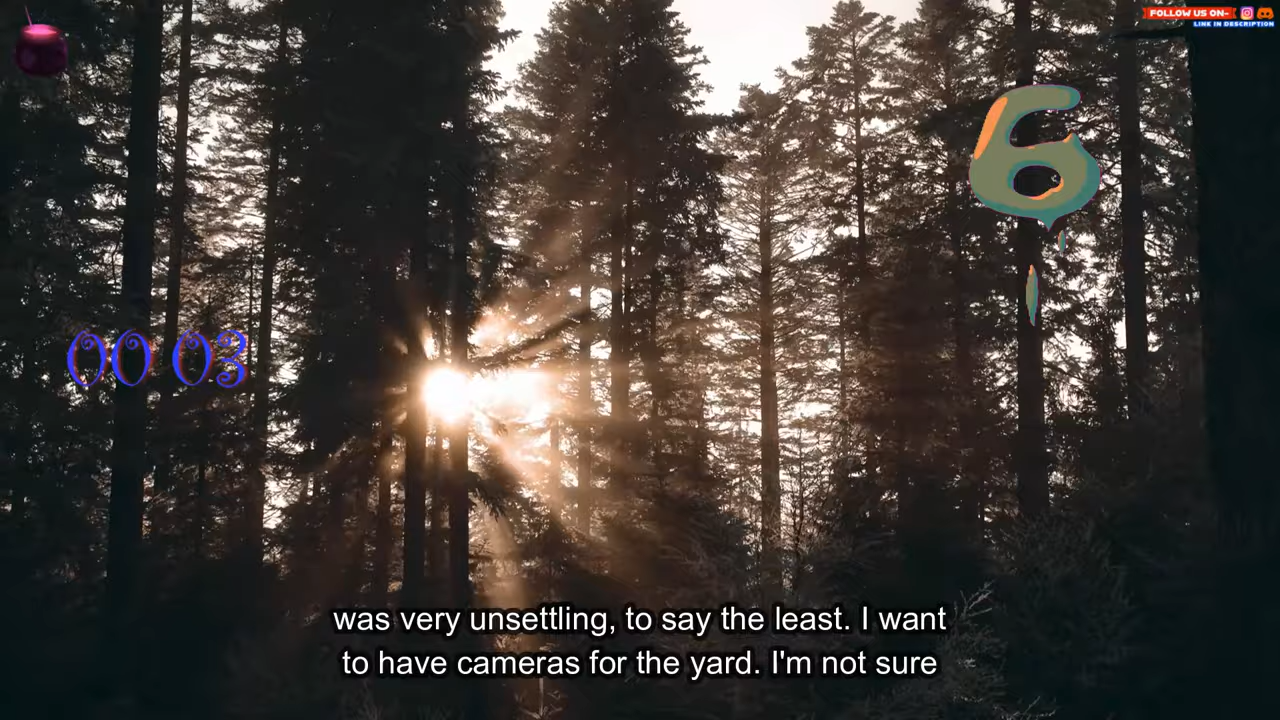 FOLLOW US ON-
LINK IN DESCRIPTION
6
00 03
was very unsettling, to say the least. I want
to have cameras for the yard. I'm not sure